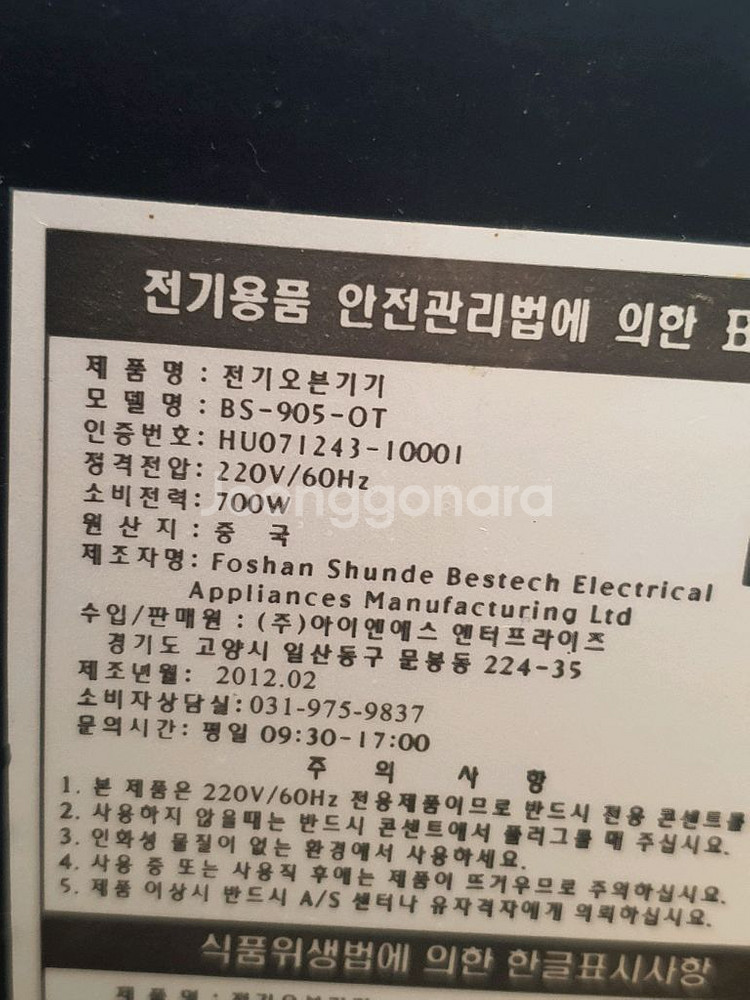 전기용품 안전관리법에 의한 표
제 품 명 : 전기오븐기기
모 델 명 : BS-905-OT
인증번호: HU071243-10001
정격전압: 220V/60Hz
소비전력: 700W
Joonggonara
원 산 지 : 중 국
제조자명: Foshan Shunde Bestech Electrical
Appliances Manufacturing Ltd
수입/판매원 : (주)아이엔에스 엔터프라이즈
경기도 고양시 일산동구 문봉동 224-35
제조년월: 2012.02
소비자상담실:031-975-9837
문의시간: 평일 09:30-17:00
주 의 사 항
1. 본 제품은 220V/60Hz 전용제품이므로 반드시 전용 콘센트를
2. 사용하지 않을때는 반드시 콘센트에서 플러그를 빼 주십시요.
3. 인화성 물질이 없는 환경에서 사용하세요.
4. 사용 중 또는 사용직 후에는 제품이 뜨거우므로 주의하십시요.
5. 제품 이상시 반드시 A/S 센터나 유자격자에게 의뢰하십시요.
식품위생법에 의한 한글표시사항
제 품 명 : 전기오븐기기